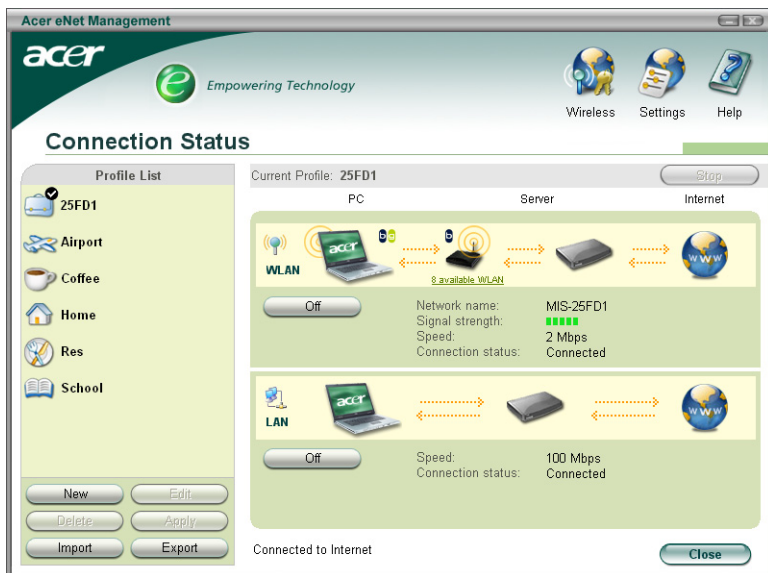 Acer eNet Management
acer
Empowering Technology
Wireless Settings Help
Connection Status
Profile List
25FD1
Airport
Coffee
Home
Res
School
New Edit
Delete Apply
Import Export
Current Profile: 25FD1
Stop
PC Server Internet
WLAN
acer
b g
b
8 available WLAN
www
Off
Network name: MIS-25FD1
Signal strength:
Speed: 2 Mbps
Connection status: Connected
LAN
acer
www
Off
Speed: 100 Mbps
Connection status: Connected
Connected to Internet
Close